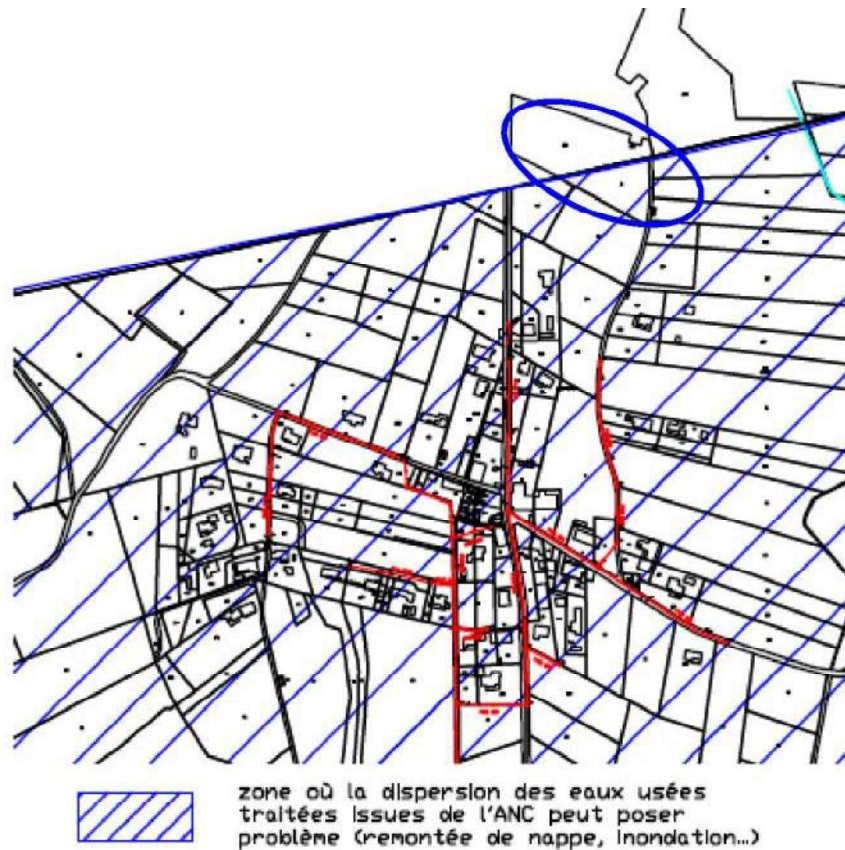 zone où la dispersion des eaux usées
traitées issues de l'ANC peut poser
problème (remontée de nappe, inondation...)